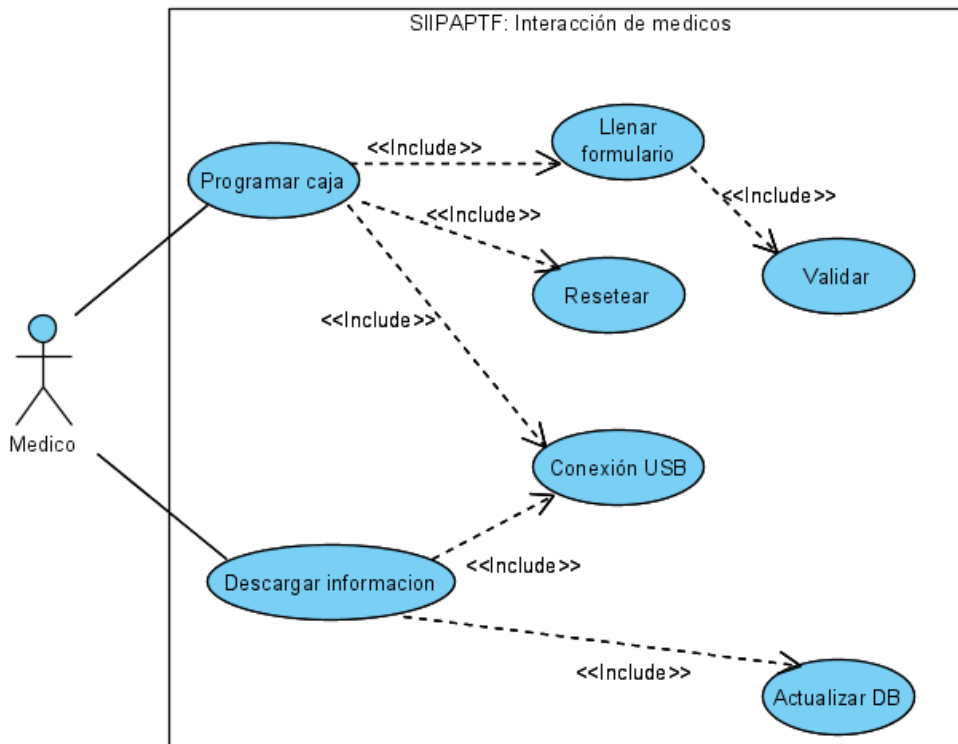 SIIPAPTF: Interacción de medicos
Llenar
formulario
<<Include>>
Programar caja
<<Include>>
<<Include>>
Validar
Resetear
<<Include>>
Medico
Conexión USB
<<Include>>
Descargar informacion
<<Include>>
Actualizar DB